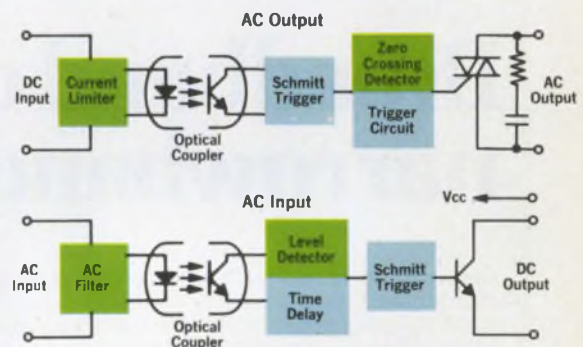 AC Output
DC
Input
Current
Limiter
Optical
Coupler
Schmitt
Trigger
Zero
Crossing
Detector
Trigger
Circuit
AC
Output
AC Input
AC
Input
AC
Filter
Optical
Coupler
Level
Detector
Time
Delay
Schmitt
Trigger
Vcc
DC
Output